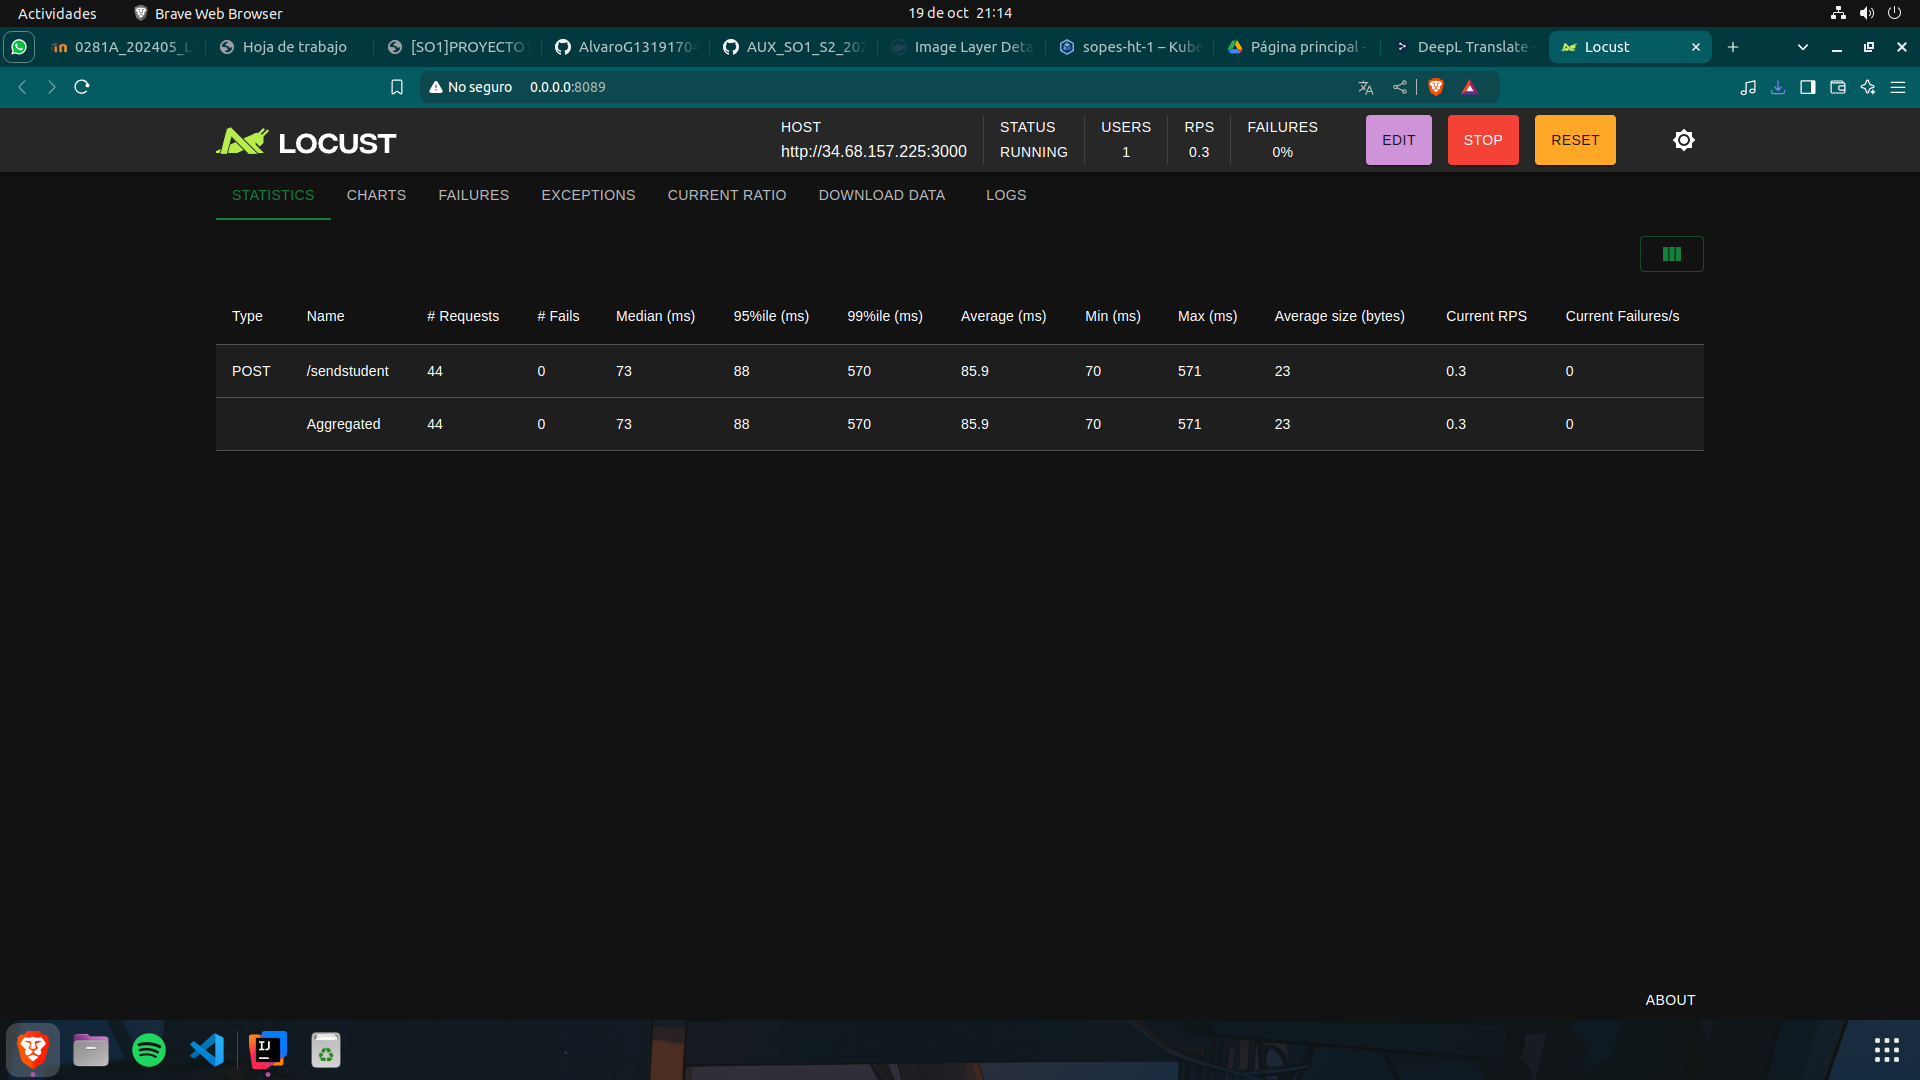 Actividades Brave Web Browser 19 de oct 21:14
0281A_202405_L Hoja de trabajo [SO1]PROYECTO AlvaroG13191704 AUX_SO1_S2_202 Image Layer Deta sopes-ht-1 – Kube Página principal - DeepL Translate - Locust
No seguro 0.0.0.0:8089
LOCUST
HOST STATUS USERS RPS FAILURES
http://34.68.157.225:3000 RUNNING 1 0.3 0%
EDIT STOP RESET
STATISTICS CHARTS FAILURES EXCEPTIONS CURRENT RATIO DOWNLOAD DATA LOGS
Type Name # Requests # Fails Median (ms) 95%ile (ms) 99%ile (ms) Average (ms) Min (ms) Max (ms) Average size (bytes) Current RPS Current Failures/s
POST /sendstudent 44 0 73 88 570 85.9 70 571 23 0.3 0
Aggregated 44 0 73 88 570 85.9 70 571 23 0.3 0
ABOUT